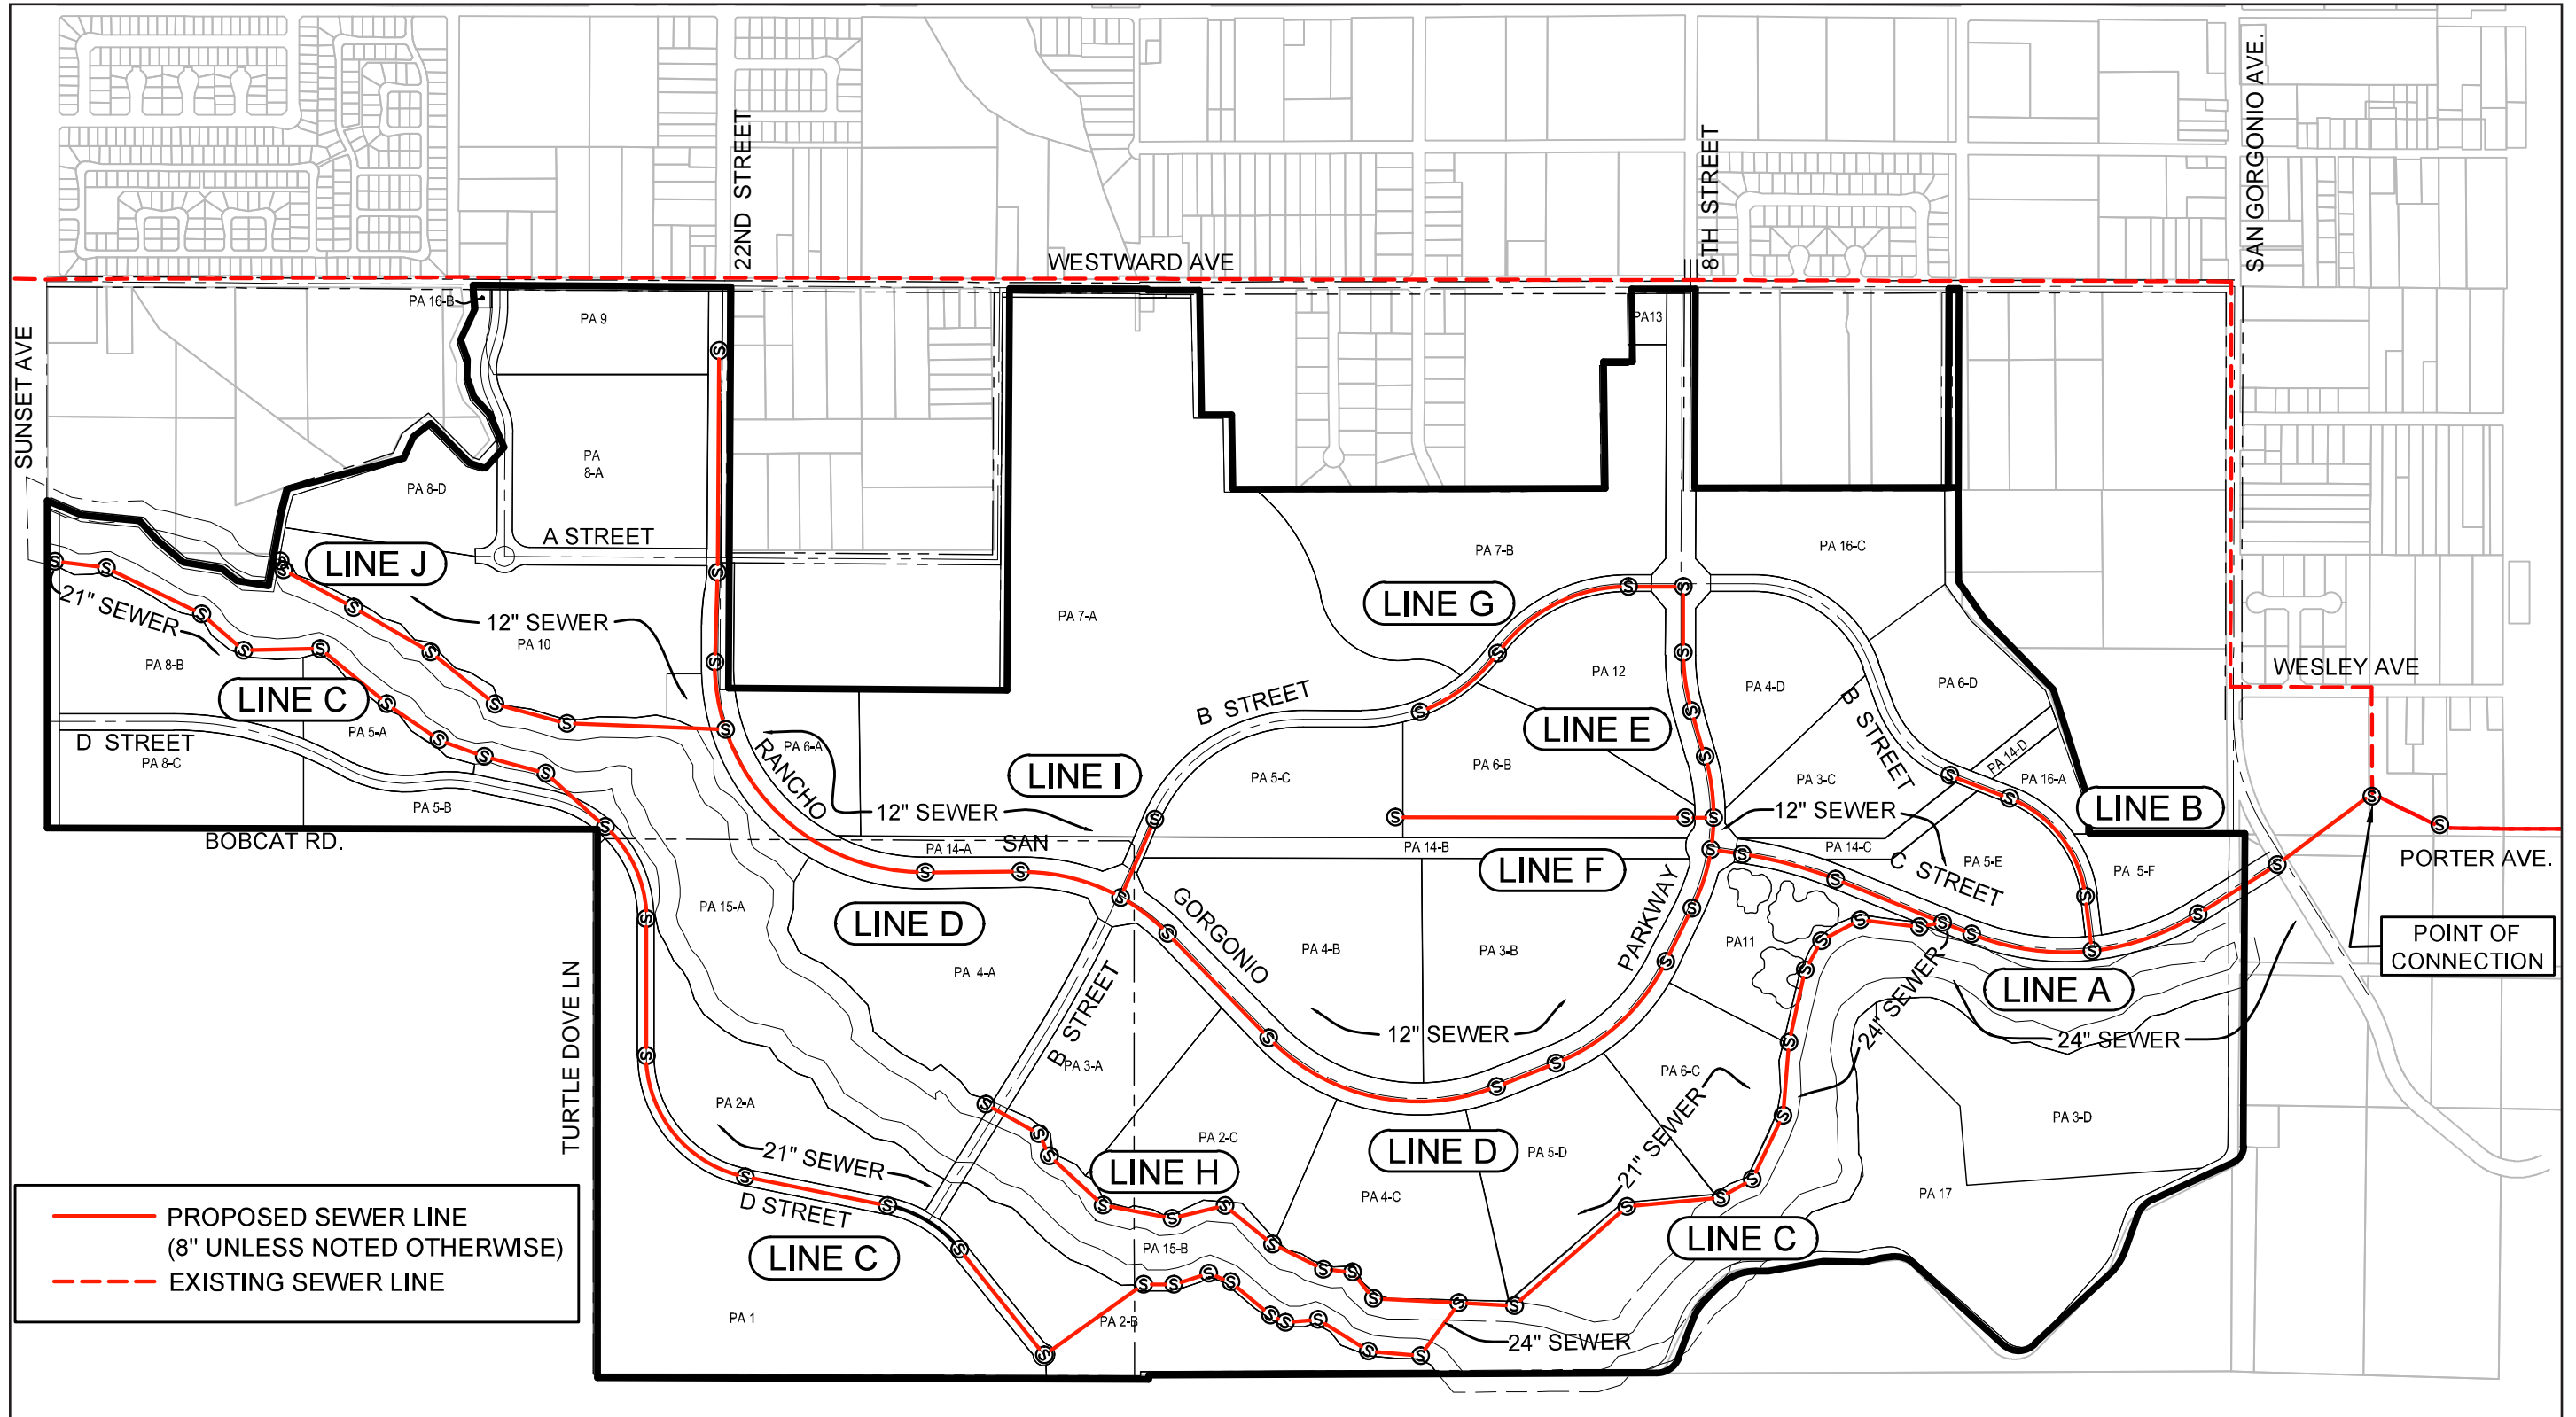 SAN GORGONIO AVE.
22ND STREET
8TH STREET
WESTWARD AVE
PA 16-B
PA 9
PA13
SUNSET AVE
PA
8-A
PA 8-D
A STREET
PA 7-B
PA 16-C
LINE J
21" SEWER
12" SEWER
PA 10
LINE G
PA 7-A
PA 8-B
WESLEY AVE
PA 12
PA 4-D
PA 6-D
LINE C
B STREET
B STREET
D STREET
PA 5-A
PA 8-C
RANCHO
PA 6-A
LINE E
PA 14-D
LINE I
PA 5-C
PA 6-B
PA 3-C
PA 16-A
PA 5-B
12" SEWER
12" SEWER
LINE B
BOBCAT RD.
SAN
PA 14-A
PA 14-B
PA 14-C
PA 5-E
PORTER AVE.
LINE F
C STREET
PA 5-F
PA 15-A
LINE D
GORGONIO
PARKWAY
PA 4-B
PA 3-B
PA11
POINT OF
CONNECTION
PA 4-A
LINE A
B STREET
12" SEWER
24" SEWER
24" SEWER
TURTLE DOVE LN
PA 3-A
PA 6-C
PA 2-A
PA 3-D
21" SEWER
21" SEWER
PA 2-C
LINE D
PA 5-D
LINE H
PA 4-C
PA 17
D STREET
LINE C
LINE C
PA 15-B
PA 1
PA 2-B
24" SEWER
PROPOSED SEWER LINE
(8" UNLESS NOTED OTHERWISE)
EXISTING SEWER LINE